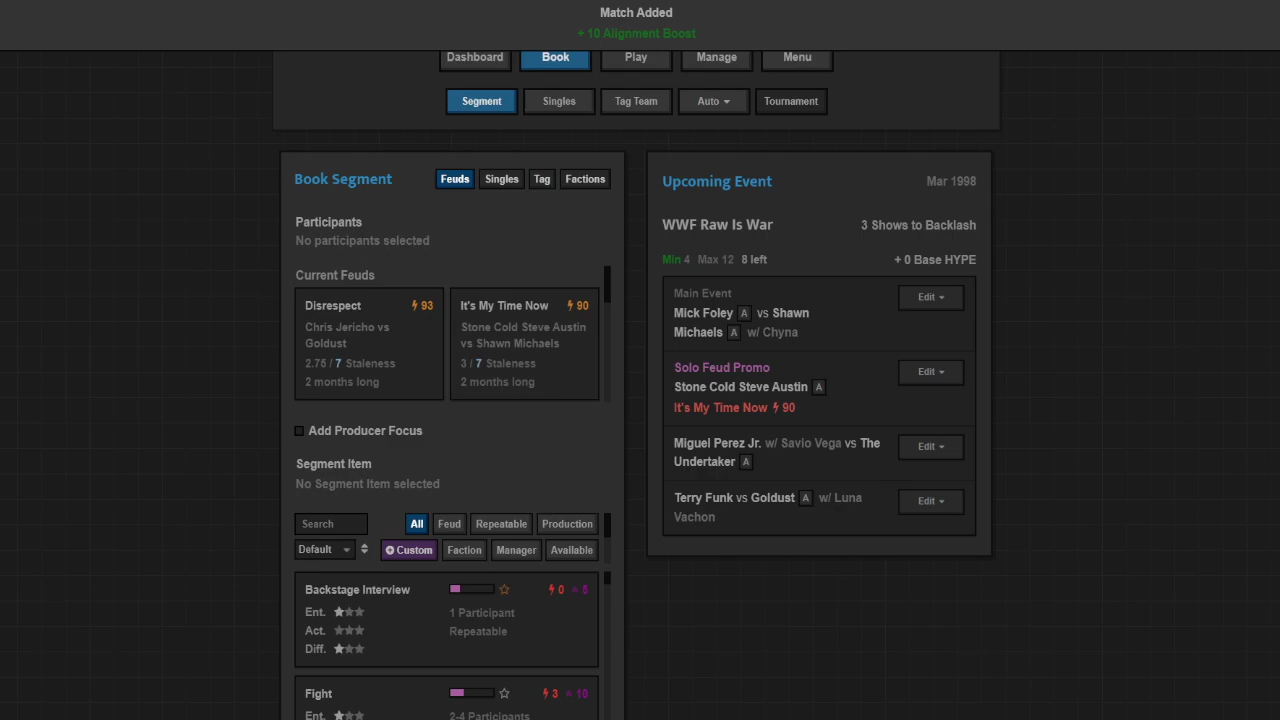 Match Added
+ 10 Alignment Boost
Dashboard
Book
Play
Manage
Menu
Segment
Singles
Tag Team
Auto
Tournament
Book Segment
Feuds
Singles
Tag
Factions
Participants
No participants selected
Current Feuds
Disrespect 93
Chris Jericho vs
Goldust
2.75 / 7 Staleness
2 months long
It's My Time Now 90
Stone Cold Steve Austin
vs Shawn Michaels
3 / 7 Staleness
2 months long
Add Producer Focus
Segment Item
No Segment Item selected
Search
All
Feud
Repeatable
Production
Default
Custom
Faction
Manager
Available
Backstage Interview 0 5
Ent.
1 Participant
Act.
Repeatable
Diff.
Fight 3 10
Ent.
2-4 Participants
Upcoming Event
Mar 1998
WWF Raw Is War
3 Shows to Backlash
Min 4 Max 12 8 left
+ 0 Base HYPE
Main Event
Mick Foley A vs Shawn
Michaels A w/ Chyna
Edit
Solo Feud Promo
Stone Cold Steve Austin A
It's My Time Now 90
Edit
Miguel Perez Jr. w/ Savio Vega vs The
Undertaker A
Edit
Terry Funk vs Goldust A w/ Luna
Vachon
Edit